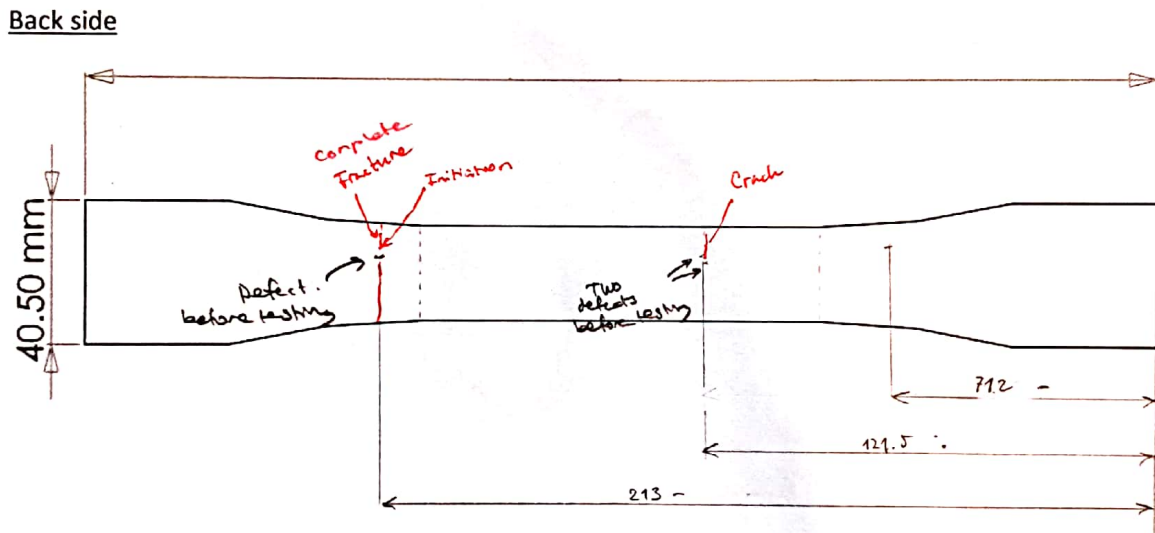 Back side
Complete
Fracture
Initiation
Crack
Defect.
before testing
Two
defects
before testing
40.50 mm
71.2 -
121.5
213 -